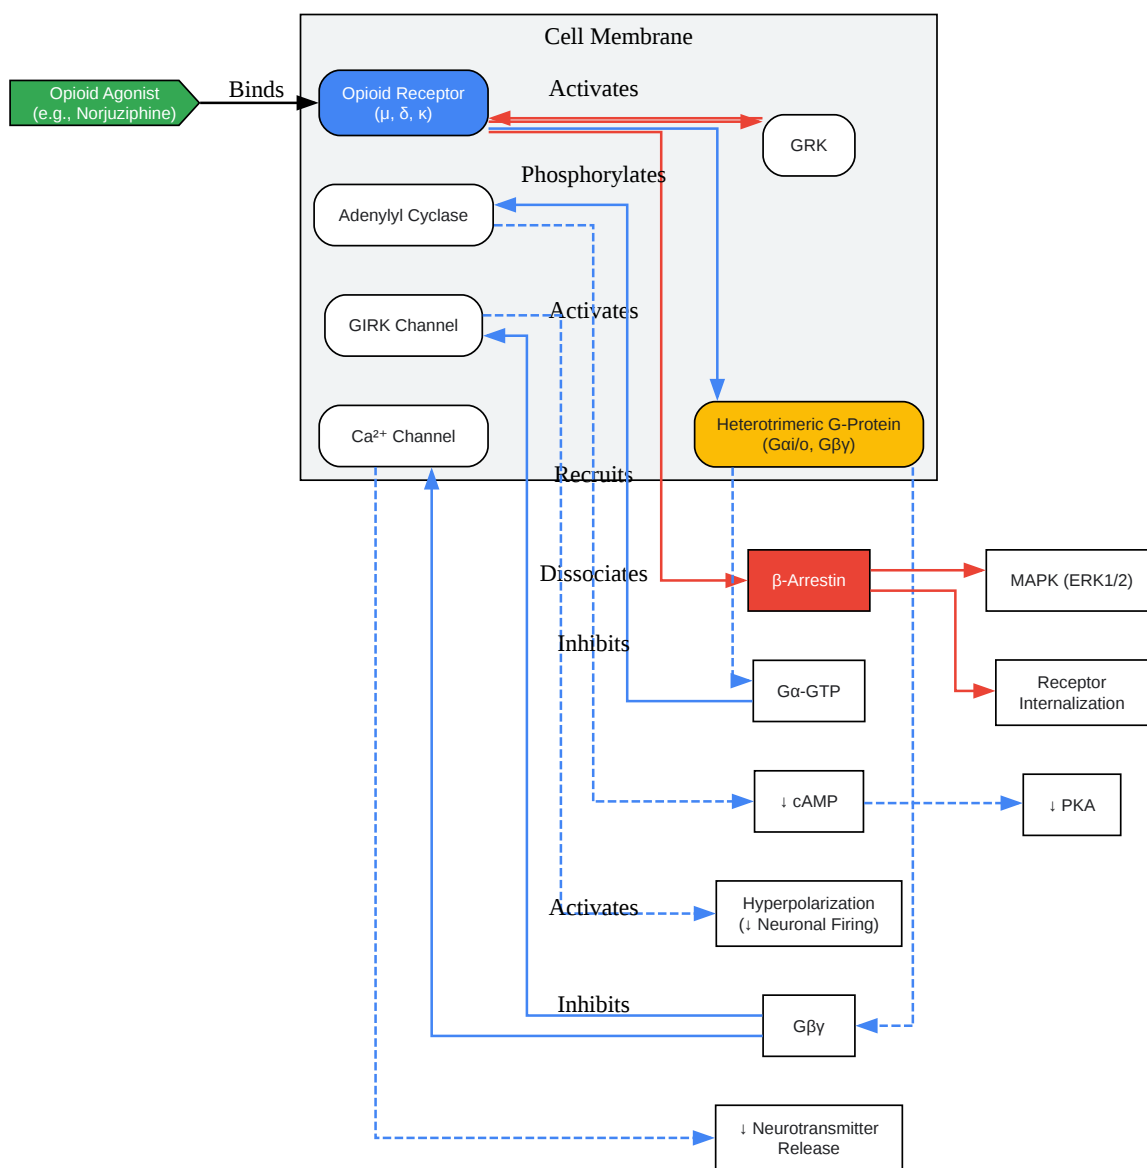 Cell Membrane
Opioid Agonist
(e.g., Norjuziphine)
Binds
Opioid Receptor
(μ, δ, κ)
Activates
GRK
Phosphorylates
Adenylyl Cyclase
Activates
GIRK Channel
Ca²⁺ Channel
Heterotrimeric G-Protein
(Gαi/o, Gβγ)
Recruits
Dissociates
β-Arrestin
MAPK (ERK1/2)
Inhibits
Gα-GTP
Receptor
Internalization
↓ cAMP
↓ PKA
Activates
Hyperpolarization
(↓ Neuronal Firing)
Inhibits
Gβγ
↓ Neurotransmitter
Release